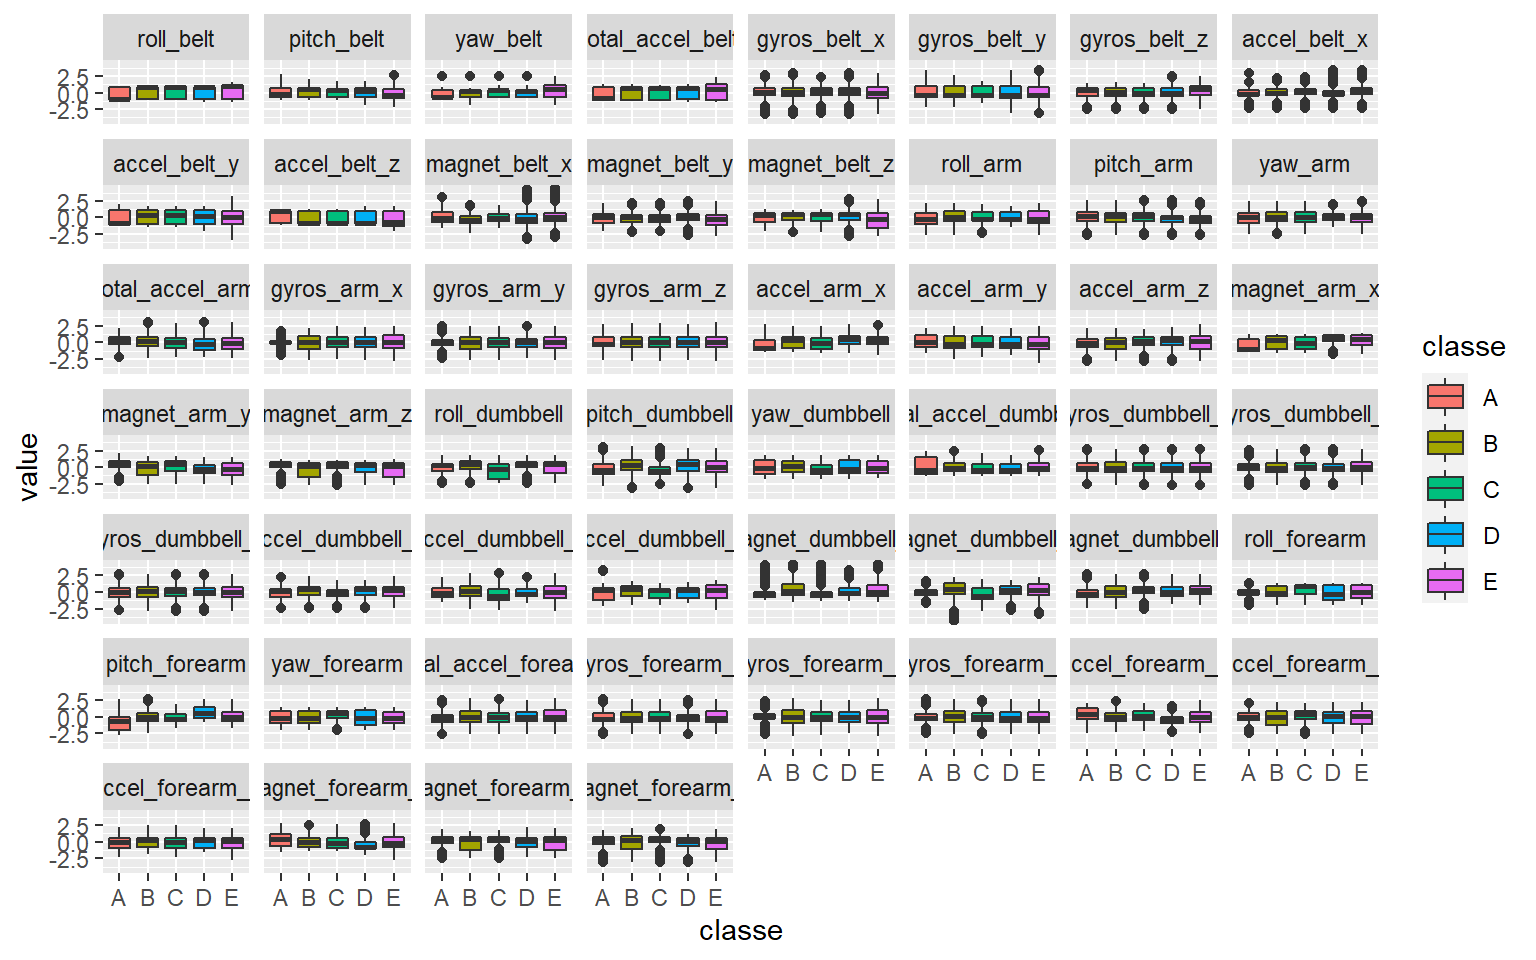 roll_belt pitch_belt yaw_belt otal_accel_belt gyros_belt_x gyros_belt_y gyros_belt_z accel_belt_x
2.5
0.0
-2.5
accel_belt_y accel_belt_z magnet_belt_x magnet_belt_y magnet_belt_z roll_arm pitch_arm yaw_arm
2.5
0.0
-2.5
otal_accel_arm gyros_arm_x gyros_arm_y gyros_arm_z accel_arm_x accel_arm_y accel_arm_z magnet_arm_x
2.5
0.0
-2.5
magnet_arm_y magnet_arm_z roll_dumbbell pitch_dumbbell yaw_dumbbell al_accel_dumbb yros_dumbbell_ yros_dumbbell_
2.5
0.0
-2.5
yros_dumbbell_ ccel_dumbbell_ ccel_dumbbell_ ccel_dumbbell_ agnet_dumbbell agnet_dumbbell agnet_dumbbell roll_forearm
2.5
0.0
-2.5
pitch_forearm yaw_forearm al_accel_forea yros_forearm_ yros_forearm_ yros_forearm_ ccel_forearm_ ccel_forearm_
2.5
0.0
-2.5
A B C D E A B C D E A B C D E A B C D E
ccel_forearm_ agnet_forearm_ agnet_forearm_ agnet_forearm_
2.5
0.0
-2.5
A B C D E A B C D E A B C D E A B C D E
classe
value
classe
A
B
C
D
E